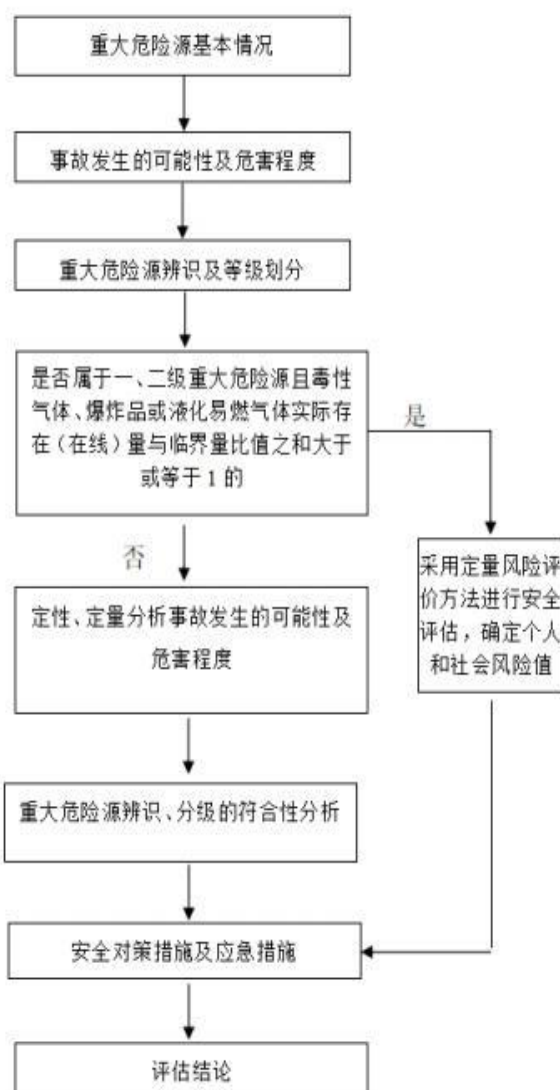 重大危险源基本情况
事故发生的可能性及危害程度
重大危险源辨识及等级划分
是否属于一、二级重大危险源且毒性
气体、爆炸品或液化易燃气体实际存
在（在线）量与临界量比值之和大于
或等于 1 的
是
否
采用定量风险评
价方法进行安全
评估，确定个人
和社会风险值
定性、定量分析事故发生的可能性及
危害程度
重大危险源辨识、分级的符合性分析
安全对策措施及应急措施
评估结论